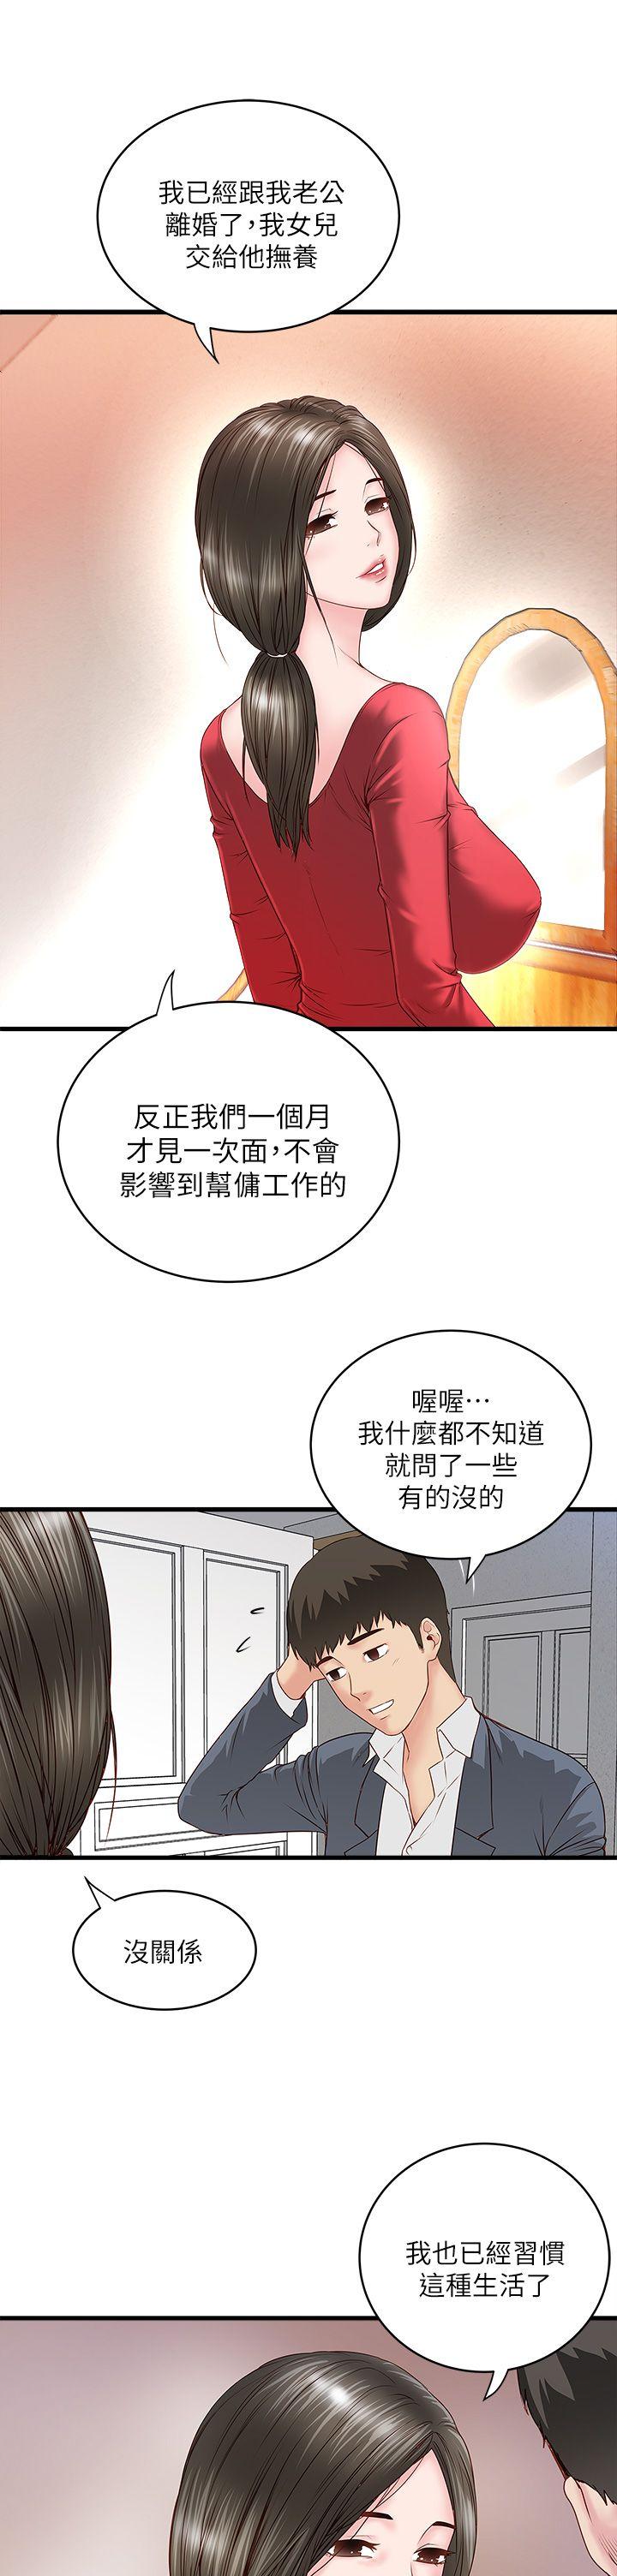 我已經跟我老公
離婚了,我女兒
交給他撫養
反正我們一個月
才見一次面,不會
影響到幫傭工作的
喔喔…
我什麼都不知道
就問了一些
有的沒的
沒關係
我也已經習慣
這種生活了